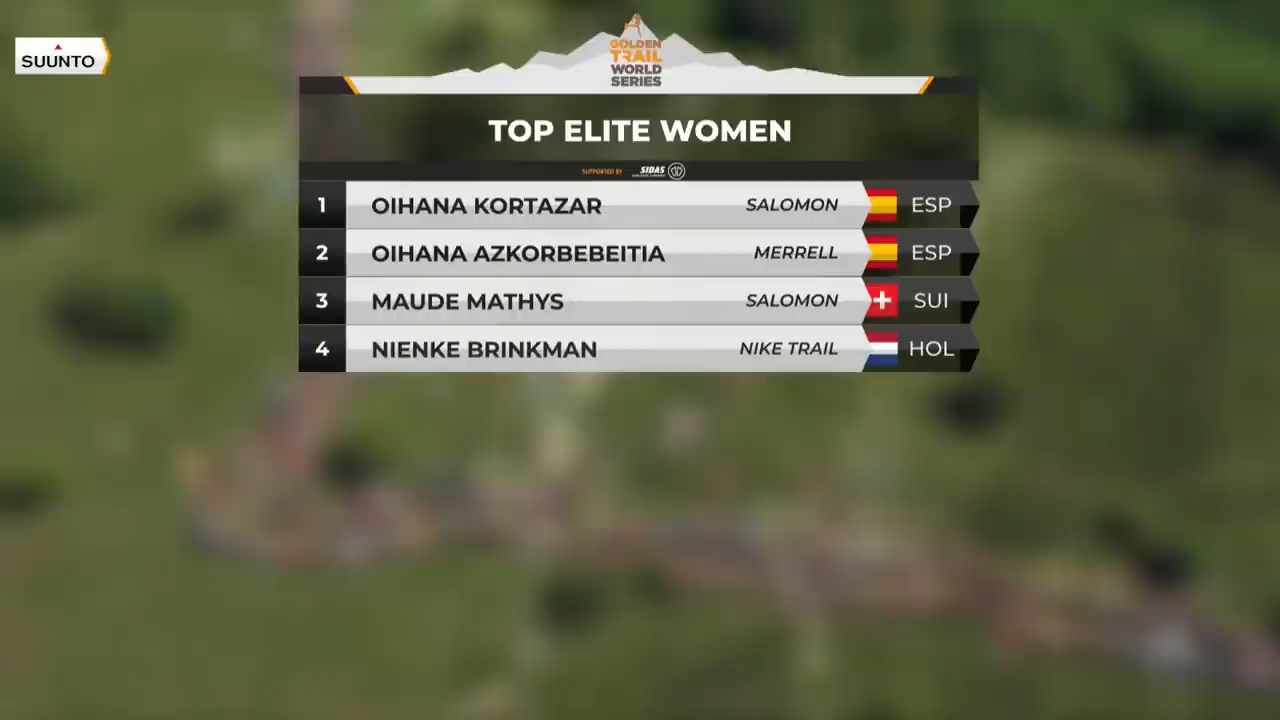 SUUNTO
GOLDEN
TRAIL
WORLD
SERIES
TOP ELITE WOMEN
SUPPORTED BY SIDAS
1 OIHANA KORTAZAR SALOMON ESP
2 OIHANA AZKORBEBEITIA MERRELL ESP
3 MAUDE MATHYS SALOMON SUI
4 NIENKE BRINKMAN NIKE TRAIL HOL